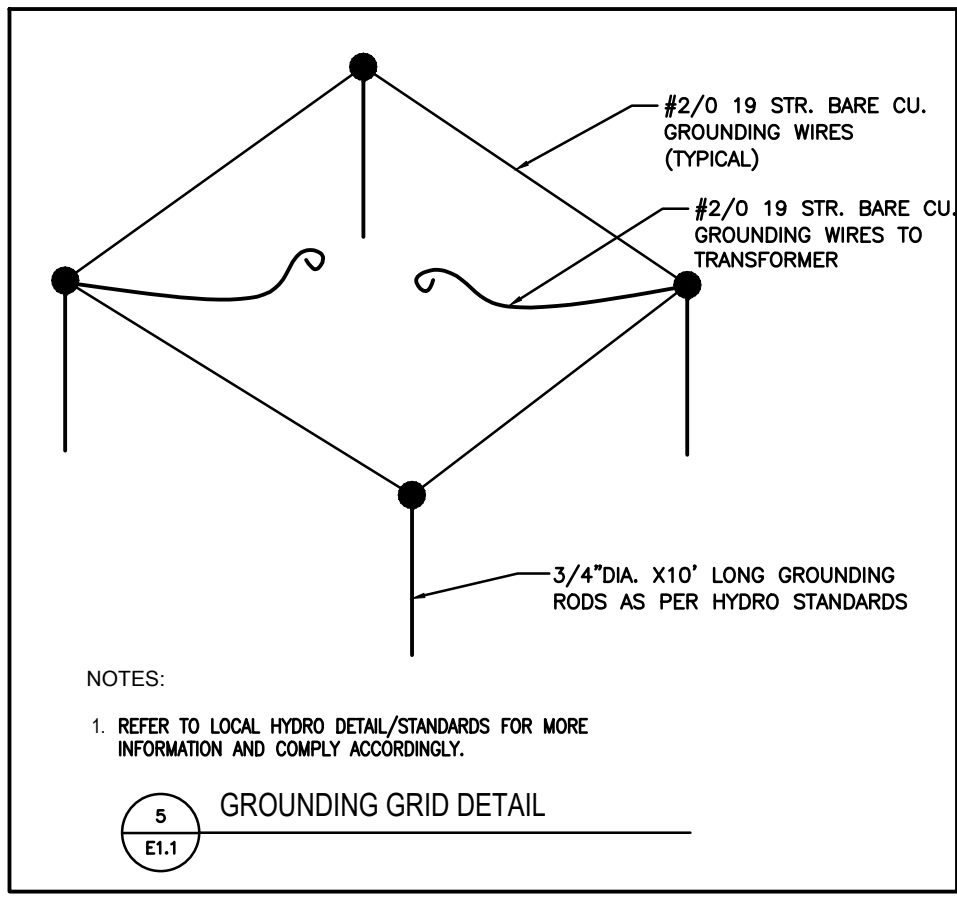 #2/0 19 STR. BARE CU.
GROUNDING WIRES
(TYPICAL)
#2/0 19 STR. BARE CU.
GROUNDING WIRES TO
TRANSFORMER
3/4"DIA. X10' LONG GROUNDING
RODS AS PER HYDRO STANDARDS
NOTES:
1. REFER TO LOCAL HYDRO DETAIL/STANDARDS FOR MORE
INFORMATION AND COMPLY ACCORDINGLY.
5
GROUNDING GRID DETAIL
E1.1